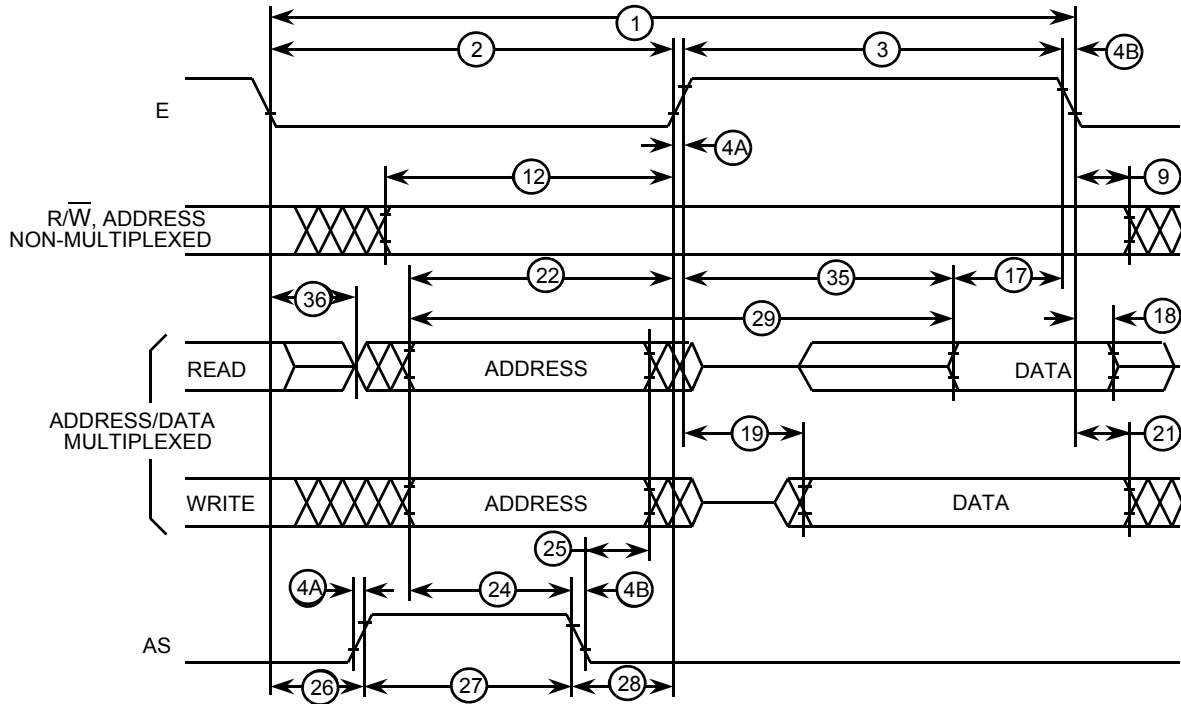 1
2
3
4B
E
4A
12
9
R/W̅, ADDRESS
NON-MULTIPLEXED
22
35
17
36
29
18
READ
ADDRESS
DATA
ADDRESS/DATA
MULTIPLEXED
19
21
WRITE
ADDRESS
DATA
25
4A
24
4B
AS
26
27
28